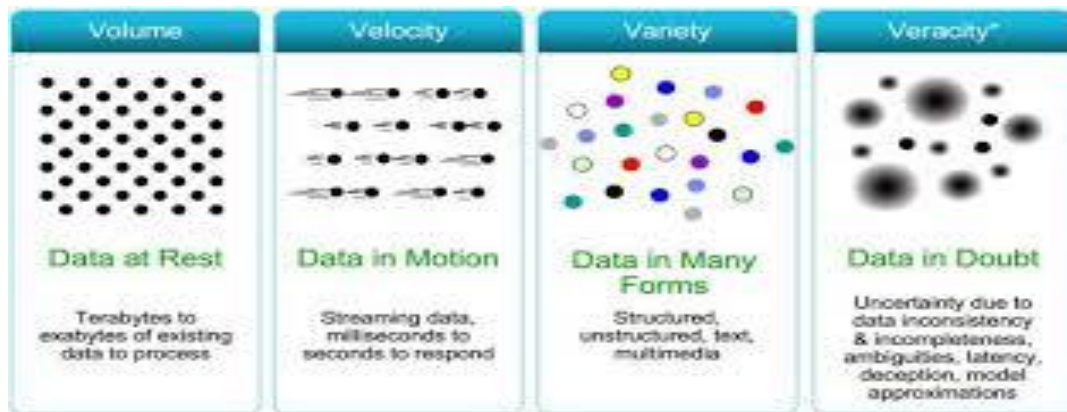 Volume
Data at Rest
Terabytes to
exabytes of existing
data to process
Velocity
Data in Motion
Streaming data,
milliseconds to
seconds to respond
Variety
Data in Many
Forms
Structured,
unstructured, text,
multimedia
Veracity*
Data in Doubt
Uncertainty due to
data inconsistency
& incompleteness,
ambiguities, latency,
deception, model
approximations